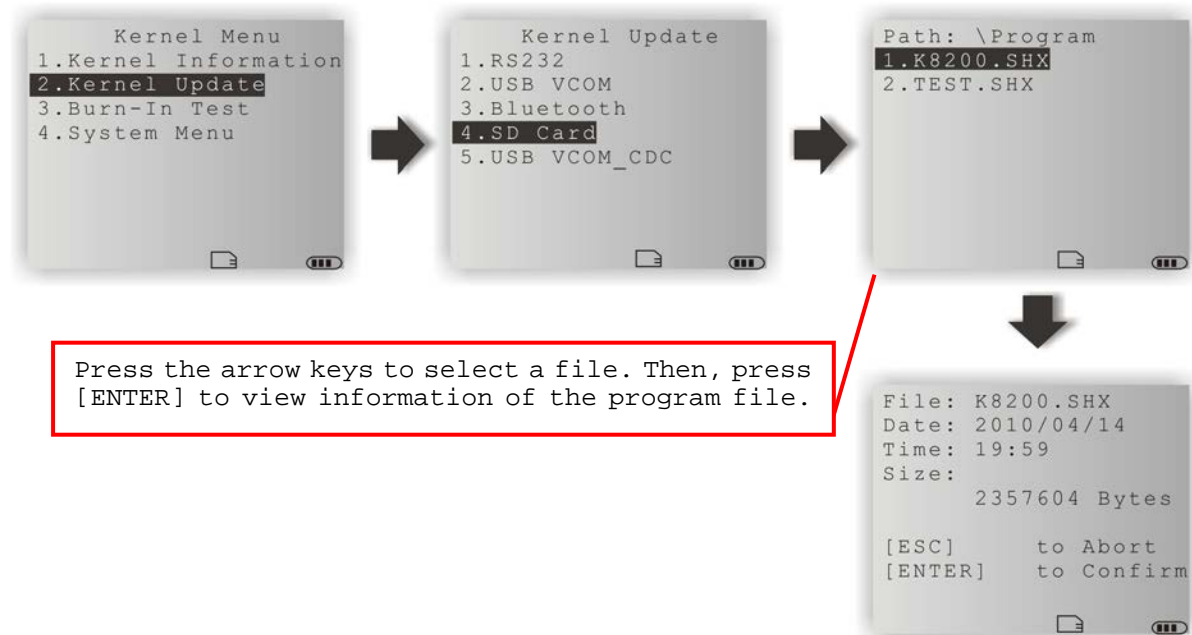 Kernel Menu
1.Kernel Information
2.Kernel Update
3.Burn-In Test
4.System Menu
Kernel Update
1.RS232
2.USB VCOM
3.Bluetooth
4.SD Card
5.USB VCOM_CDC
Path: \Program
1.K8200.SHX
2.TEST.SHX
Press the arrow keys to select a file. Then, press
[ENTER] to view information of the program file.
File: K8200.SHX
Date: 2010/04/14
Time: 19:59
Size:
2357604 Bytes
[ESC] to Abort
[ENTER] to Confirm